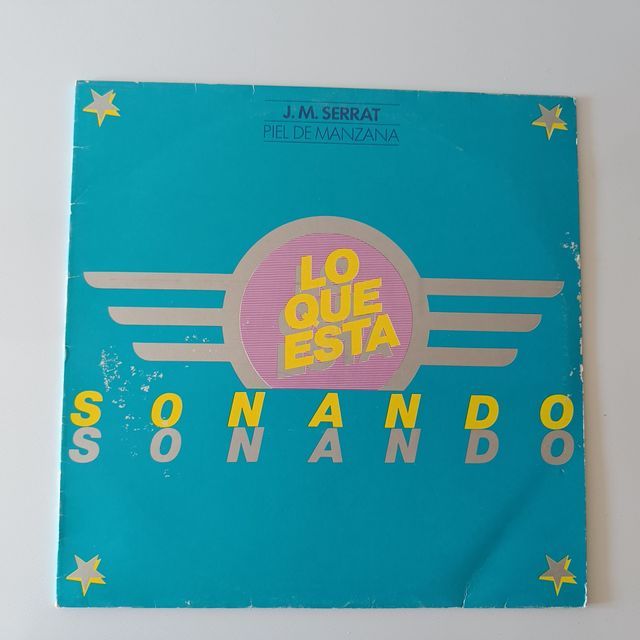 J. M. SERRAT
PIEL DE MANZANA
LO
QUE
ESTA
SONANDO
SONANDO